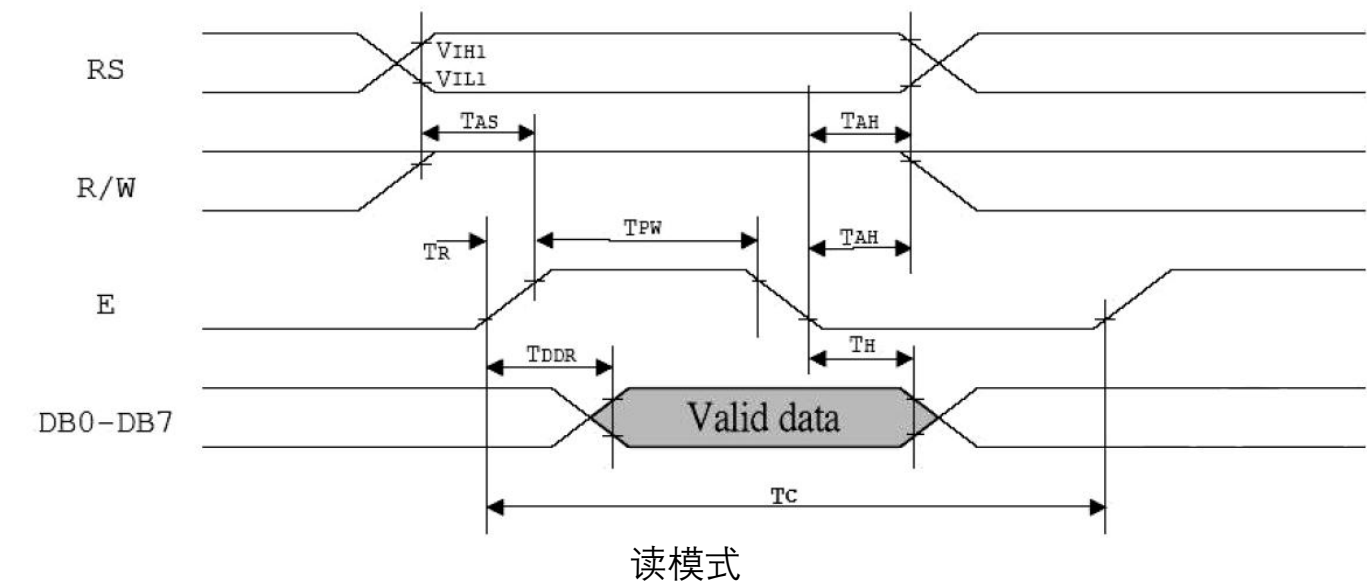 RS
VIH1
VIL1
TAS
TAH
R/W
TPW
TAH
TR
E
TDDR
TH
DB0-DB7
Valid data
TC
读模式